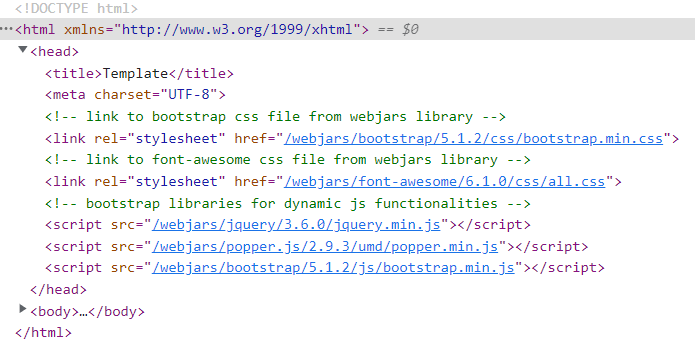 <!DOCTYPE html>
···<html xmlns="http://www.w3.org/1999/xhtml"> == $0
▼<head>
<title>Template</title>
<meta charset="UTF-8">
<!-- link to bootstrap css file from webjars library -->
<link rel="stylesheet" href="/webjars/bootstrap/5.1.2/css/bootstrap.min.css">
<!-- link to font-awesome css file from webjars library -->
<link rel="stylesheet" href="/webjars/font-awesome/6.1.0/css/all.css">
<!-- bootstrap libraries for dynamic js functionalities -->
<script src="/webjars/jquery/3.6.0/jquery.min.js"></script>
<script src="/webjars/popper.js/2.9.3/umd/popper.min.js"></script>
<script src="/webjars/bootstrap/5.1.2/js/bootstrap.min.js"></script>
</head>
▶<body>…</body>
</html>